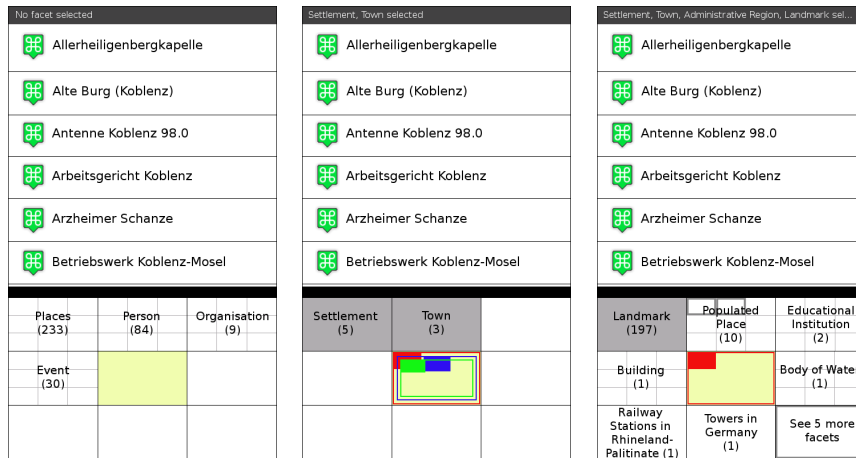 No facet selected
Allerheiligenbergkapelle
Alte Burg (Koblenz)
Antenne Koblenz 98.0
Arbeitsgericht Koblenz
Arzheimer Schanze
Betriebswerk Koblenz-Mosel
Places
(233)
Person
(84)
Organisation
(9)
Event
(30)
Settlement, Town selected
Allerheiligenbergkapelle
Alte Burg (Koblenz)
Antenne Koblenz 98.0
Arbeitsgericht Koblenz
Arzheimer Schanze
Betriebswerk Koblenz-Mosel
Settlement
(5)
Town
(3)
Settlement, Town, Administrative Region, Landmark sel...
Allerheiligenbergkapelle
Alte Burg (Koblenz)
Antenne Koblenz 98.0
Arbeitsgericht Koblenz
Arzheimer Schanze
Betriebswerk Koblenz-Mosel
Landmark
(197)
Populated
Place
(10)
Educational
Institution
(2)
Building
(1)
Body of Water
(1)
Railway
Stations in
Rhineland-
Palitinate (1)
Towers in
Germany
(1)
See 5 more
facets